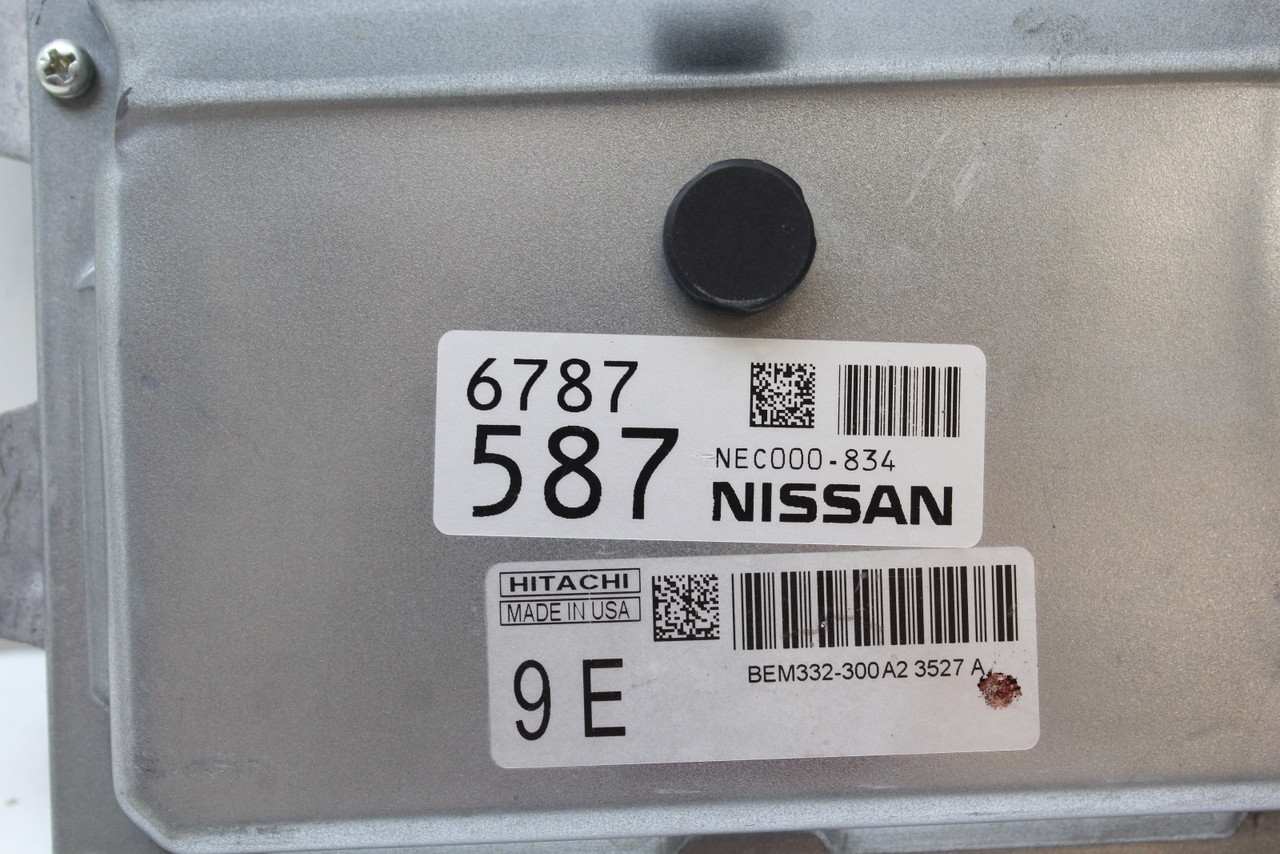 6787
587
NEC000-834
NISSAN
HITACHI
MADE IN USA
9 E
BEM332-300 A2 3527 A